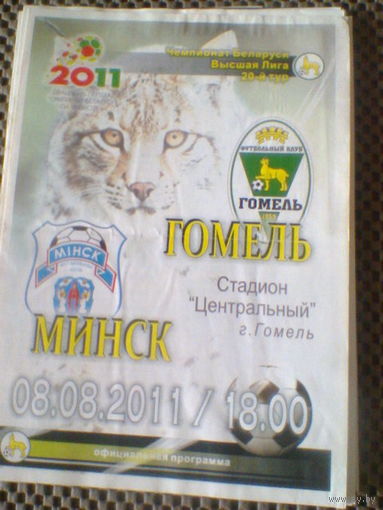 Чемпионат Беларуси
Высшая Лига
20-й тур
2011
ФУТБОЛЬНЫЙ КЛУБ
ГОМЕЛЬ
ГОМЕЛЬ
МІНСК
Стадион
"Центральный"
г.Гомель
МИНСК
08.08.2011 / 18.00
официальная программа